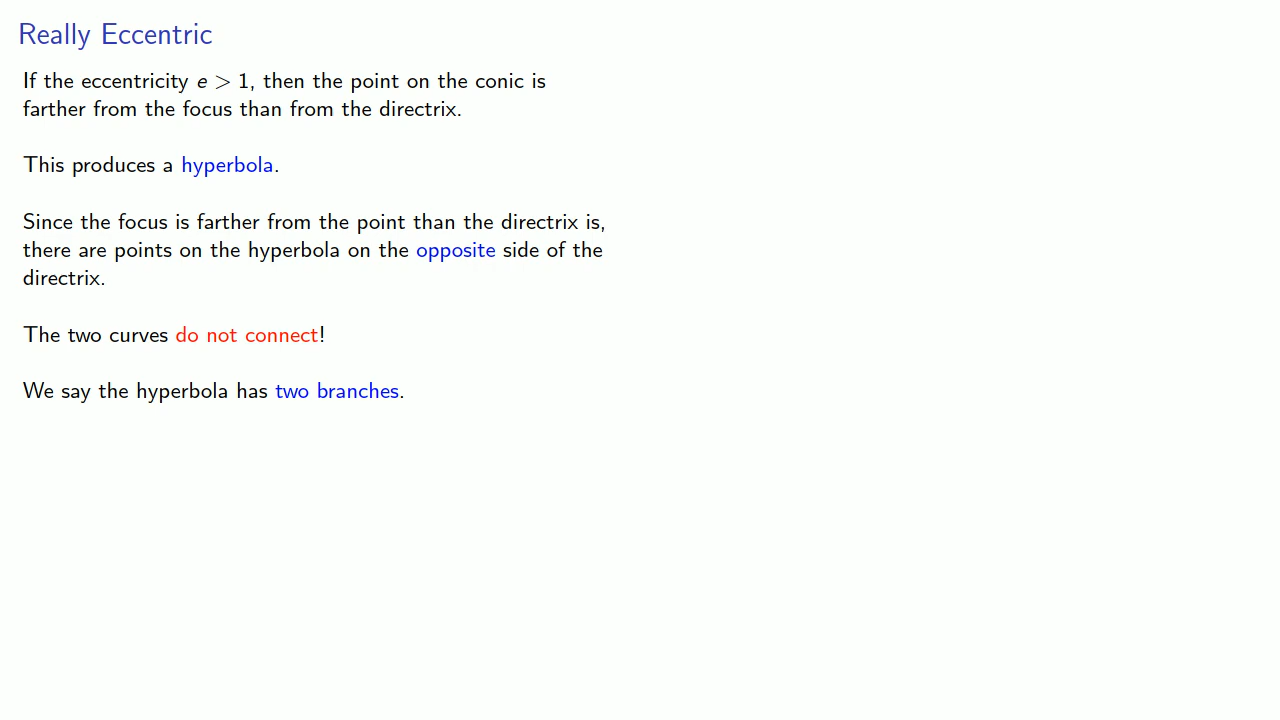 Really Eccentric
If the eccentricity e > 1, then the point on the conic is
farther from the focus than from the directrix.
This produces a hyperbola.
Since the focus is farther from the point than the directrix is,
there are points on the hyperbola on the opposite side of the
directrix.
The two curves do not connect!
We say the hyperbola has two branches.